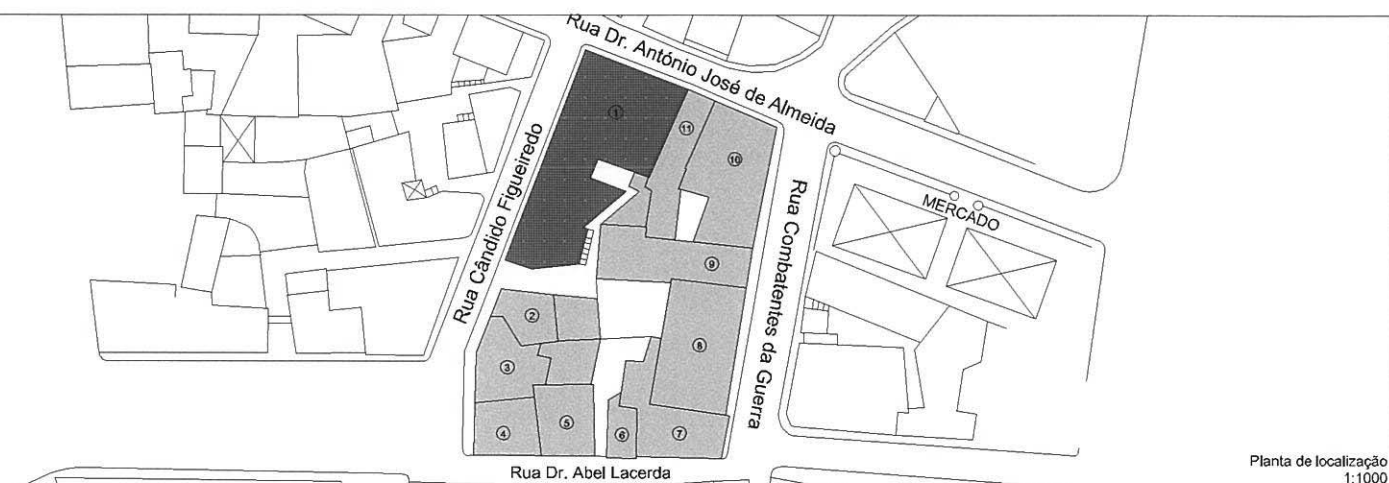 Rua Dr. António José de Almeida
Rua Cândido Figueiredo
Rua Combatentes da Guerra
MERCADO
1
11
10
9
2
8
3
4
5
6
7
Rua Dr. Abel Lacerda
Planta de localização
1:1000